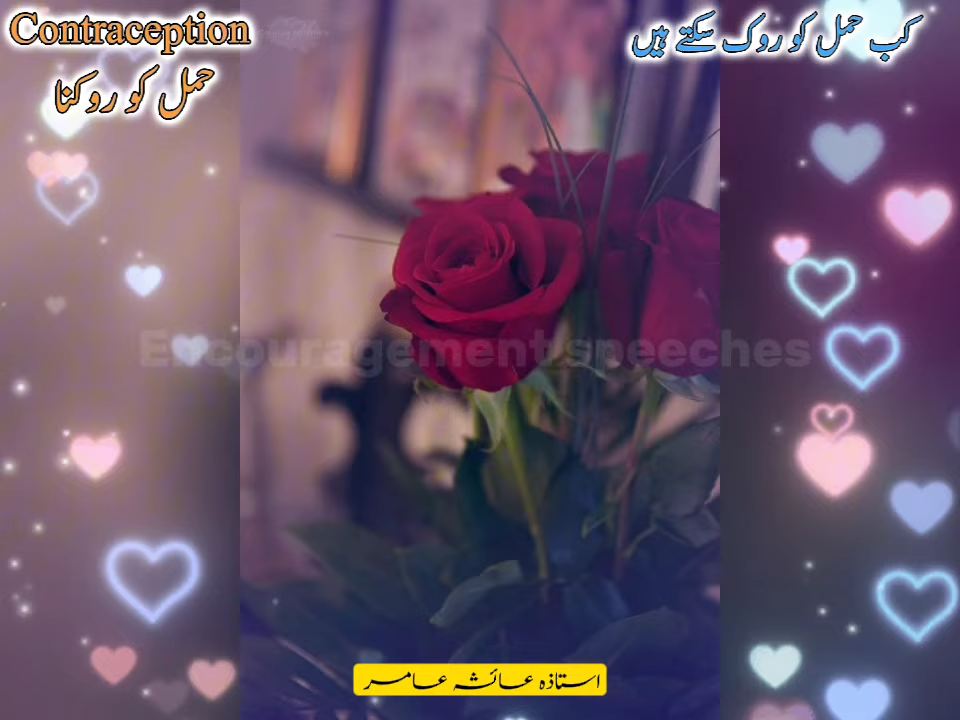 Contraception
حمل کو روکنا
کب حمل کو روک سکتے ہیں
Encouragement speeches
استاذہ عائشہ عامر